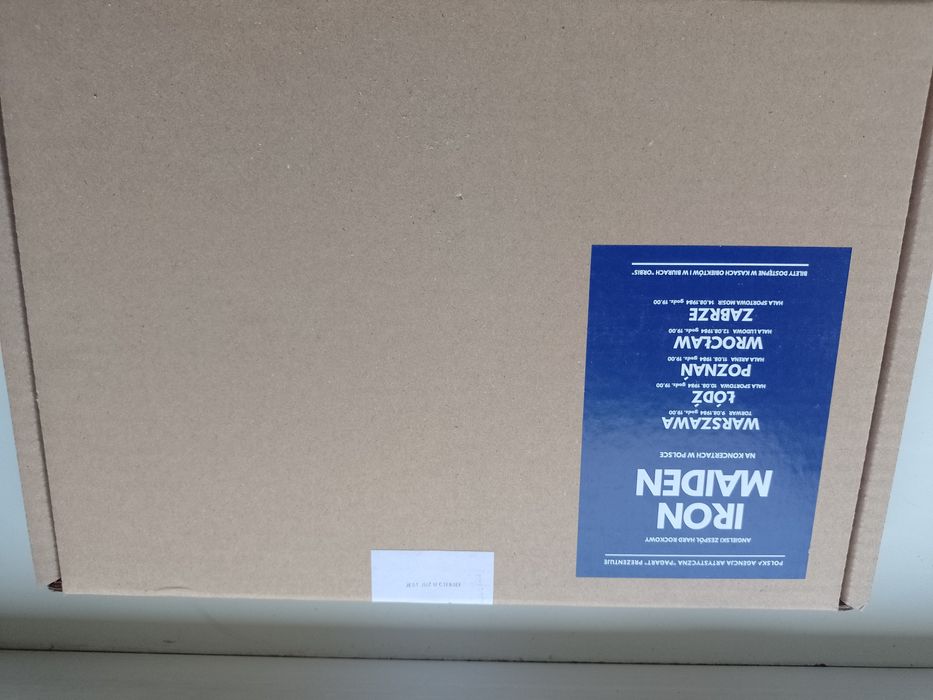 POLSKA AGENCJA ARTYSTYCZNA "PAGART" PREZENTUJE
ANGIELSKI ZESPÓŁ HARD ROCKOWY
IRON
MAIDEN
NA KONCERTACH W POLSCE
WARSZAWA
TORWAR 9.08.1984 godz. 19.00
ŁÓDŹ
HALA SPORTOWA 10.08.1984 godz. 19.00
POZNAŃ
HALA ARENA 11.08.1984 godz. 19.00
WROCŁAW
HALA LUDOWA 12.08.1984 godz. 19.00
ZABRZE
HALA SPORTOWA MOSIR 14.08.1984 godz. 19.00
BILETY DOSTĘPNE W KASACH OBIEKTÓW I W BIURACH "ORBIS"